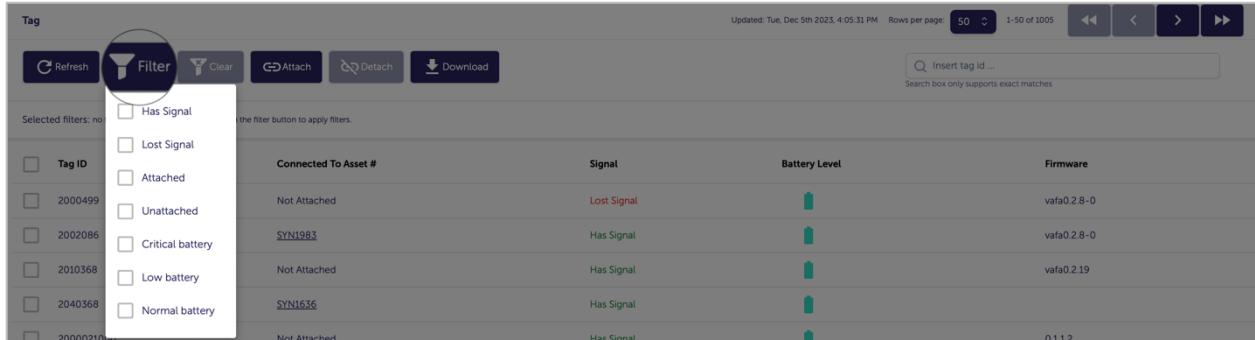 Tag
Updated: Tue, Dec 5th 2023, 4:05:31 PM Rows per page: 50 1-50 of 1005
Refresh Filter Clear Attach Detach Download
Insert tag id ...
Search box only supports exact matches
Has Signal
Lost Signal
Attached
Unattached
Critical battery
Low battery
Normal battery
Selected filters: no the filter button to apply filters.
Tag ID Connected To Asset # Signal Battery Level Firmware
2000499 Not Attached Lost Signal vafa0.2.8-0
2002086 SYN1983 Has Signal vafa0.2.8-0
2010368 Not Attached Has Signal vafa0.2.19
2040368 SYN1636 Has Signal
Not Attached Has Signal 0.1.1.2